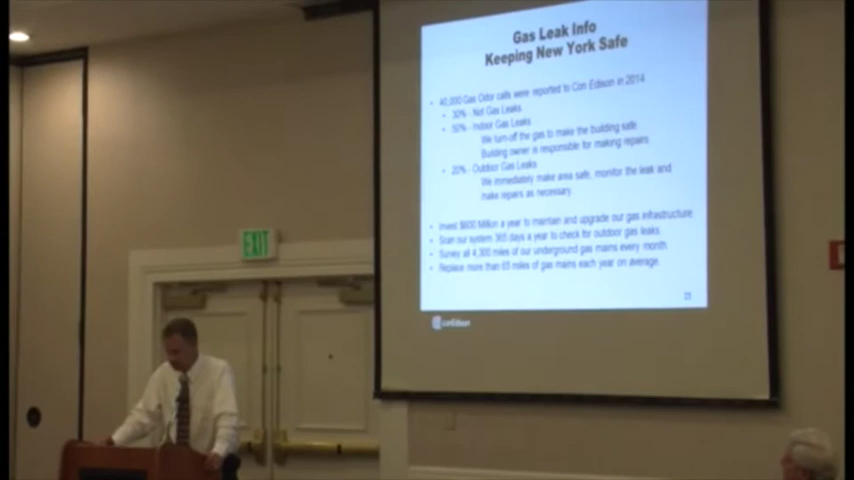 Gas Leak Info
Keeping New York Safe
40,000 Gas Odor calls were reported to Con Edison in 2014
30% - Not Gas Leaks
50% - Indoor Gas Leaks
We turn-off the gas to make the building safe
Building owner is responsible for making repairs
20% - Outdoor Gas Leaks
We immediately make area safe, monitor the leak and
make repairs as necessary
Invest $600 Million a year to maintain and upgrade our gas infrastructure
Scan our system 365 days a year to check for outdoor gas leaks
Survey all 4,300 miles of our underground gas mains every month
Replace more than 65 miles of gas mains each year on average.
conEdison
EXIT